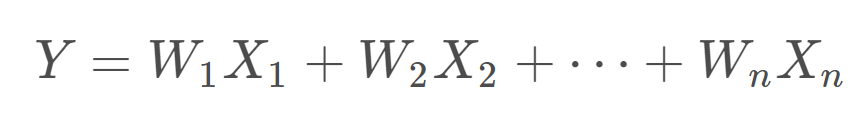 Y = W₁X₁ + W₂X₂ + ⋯ + WₙXₙ